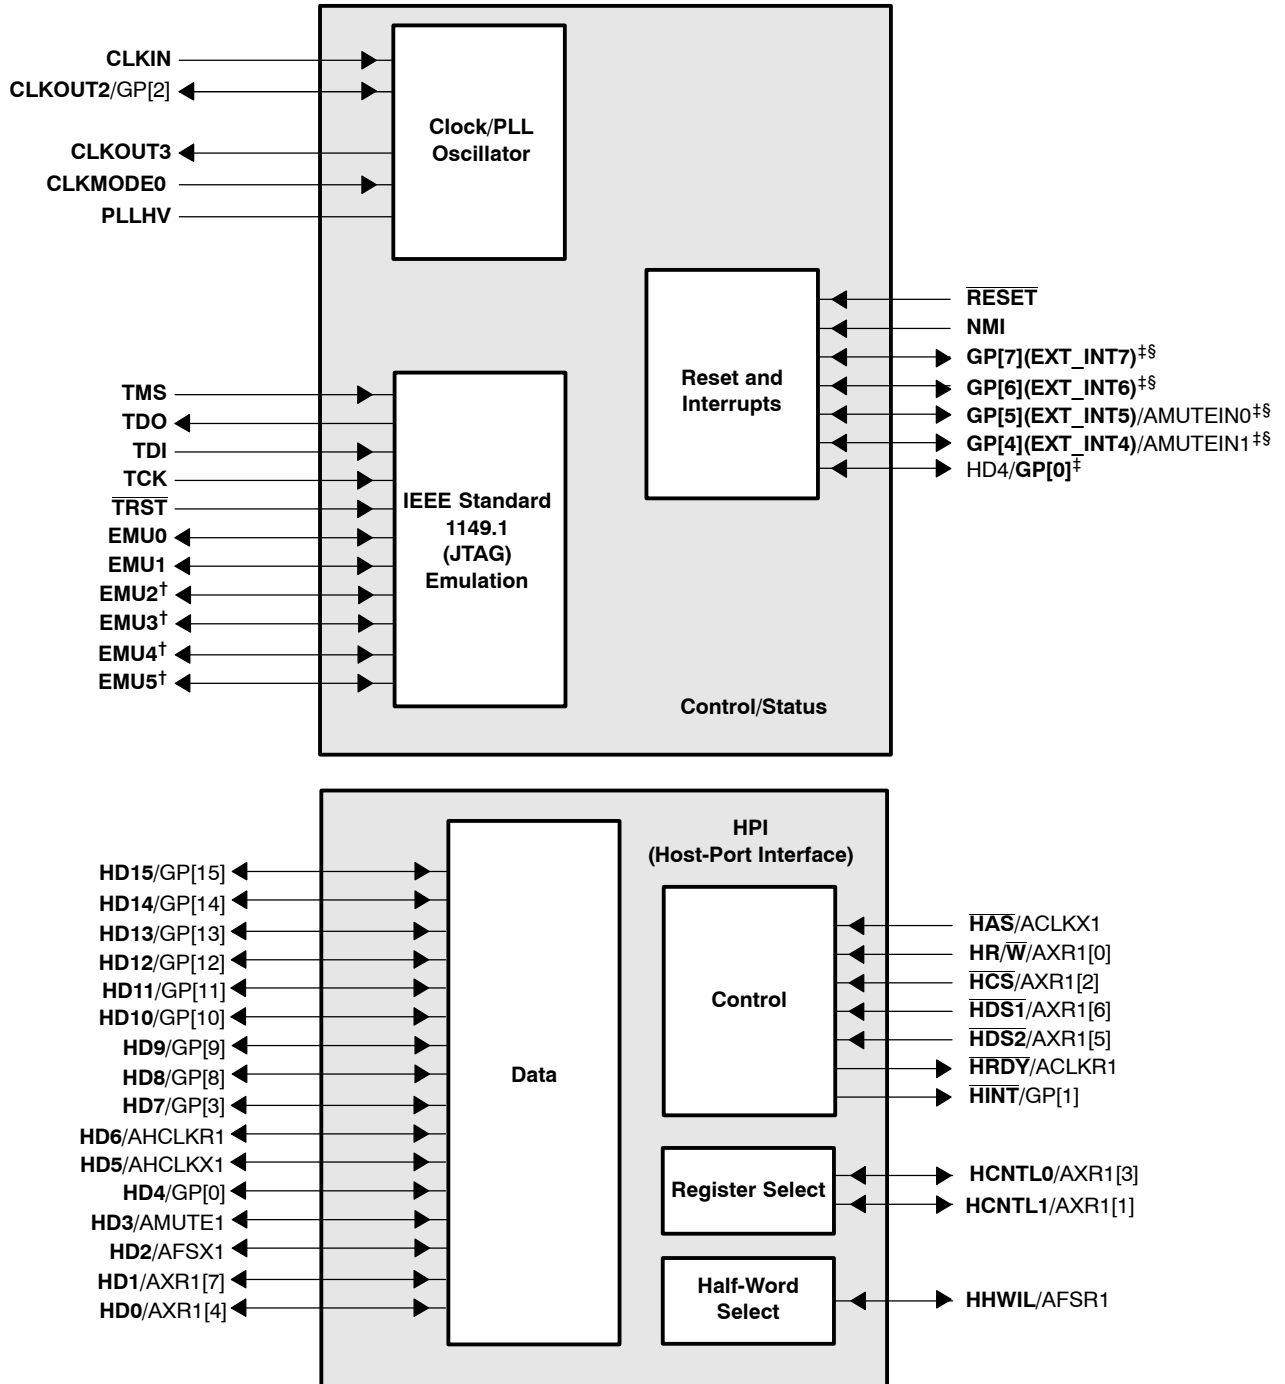 CLKIN
CLKOUT2/GP[2]
CLKOUT3
CLKMODE0
PLLHV
Clock/PLL
Oscillator
TMS
TDO
TDI
TCK
TRST
EMU0
EMU1
EMU2†
EMU3†
EMU4†
EMU5†
IEEE Standard
1149.1
(JTAG)
Emulation
Reset and
Interrupts
RESET
NMI
GP[7](EXT_INT7)‡§
GP[6](EXT_INT6)‡§
GP[5](EXT_INT5)/AMUTEIN0‡§
GP[4](EXT_INT4)/AMUTEIN1‡§
HD4/GP[0]‡
Control/Status
HD15/GP[15]
HD14/GP[14]
HD13/GP[13]
HD12/GP[12]
HD11/GP[11]
HD10/GP[10]
HD9/GP[9]
HD8/GP[8]
HD7/GP[3]
HD6/AHCLKR1
HD5/AHCLKX1
HD4/GP[0]
HD3/AMUTE1
HD2/AFSX1
HD1/AXR1[7]
HD0/AXR1[4]
Data
HPI
(Host-Port Interface)
Control
HAS/ACLKX1
HR/W/AXR1[0]
HCS/AXR1[2]
HDS1/AXR1[6]
HDS2/AXR1[5]
HRDY/ACLKR1
HINT/GP[1]
Register Select
HCNTL0/AXR1[3]
HCNTL1/AXR1[1]
Half-Word
Select
HHWIL/AFSR1